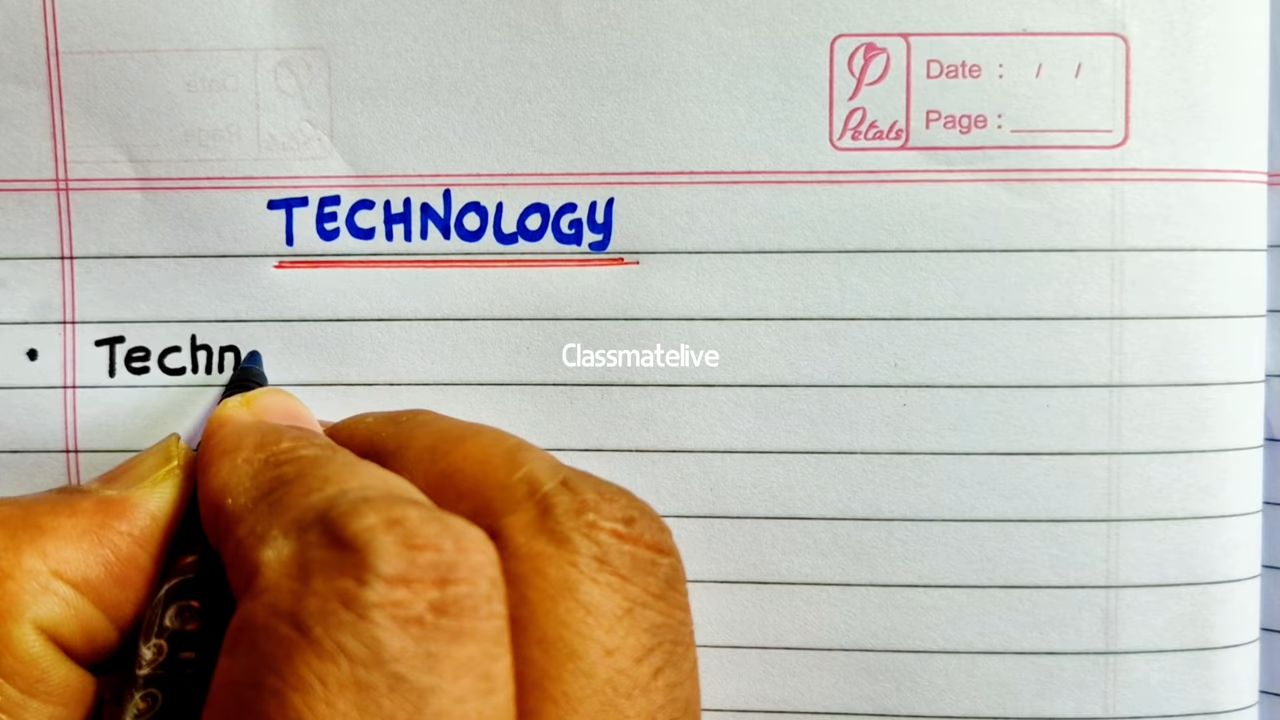 Petals
Date : / /
Page :
TECHNOLOGY
• Techn
Classmatelive